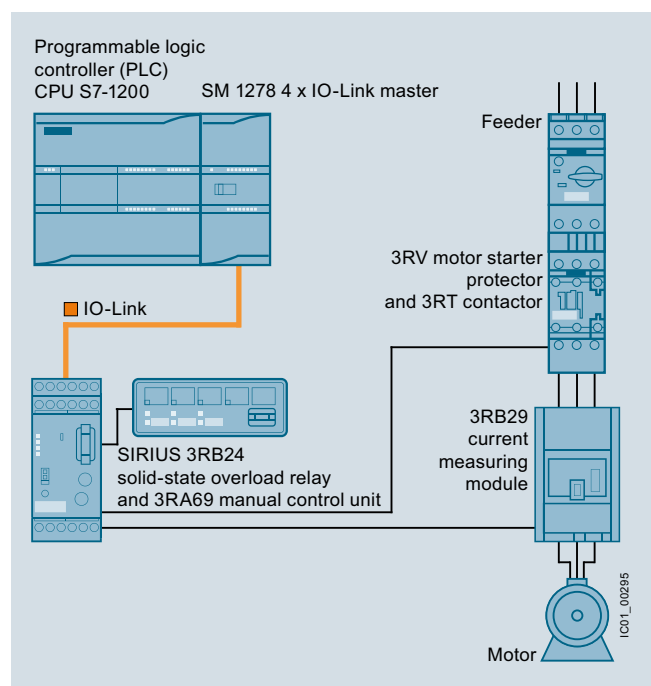 Programmable logic
controller (PLC)
CPU S7-1200
SM 1278 4 x IO-Link master
Feeder
3RV motor starter
protector
and 3RT contactor
IO-Link
SIRIUS 3RB24
solid-state overload relay
and 3RA69 manual control unit
3RB29
current
measuring
module
IC01_00295
Motor